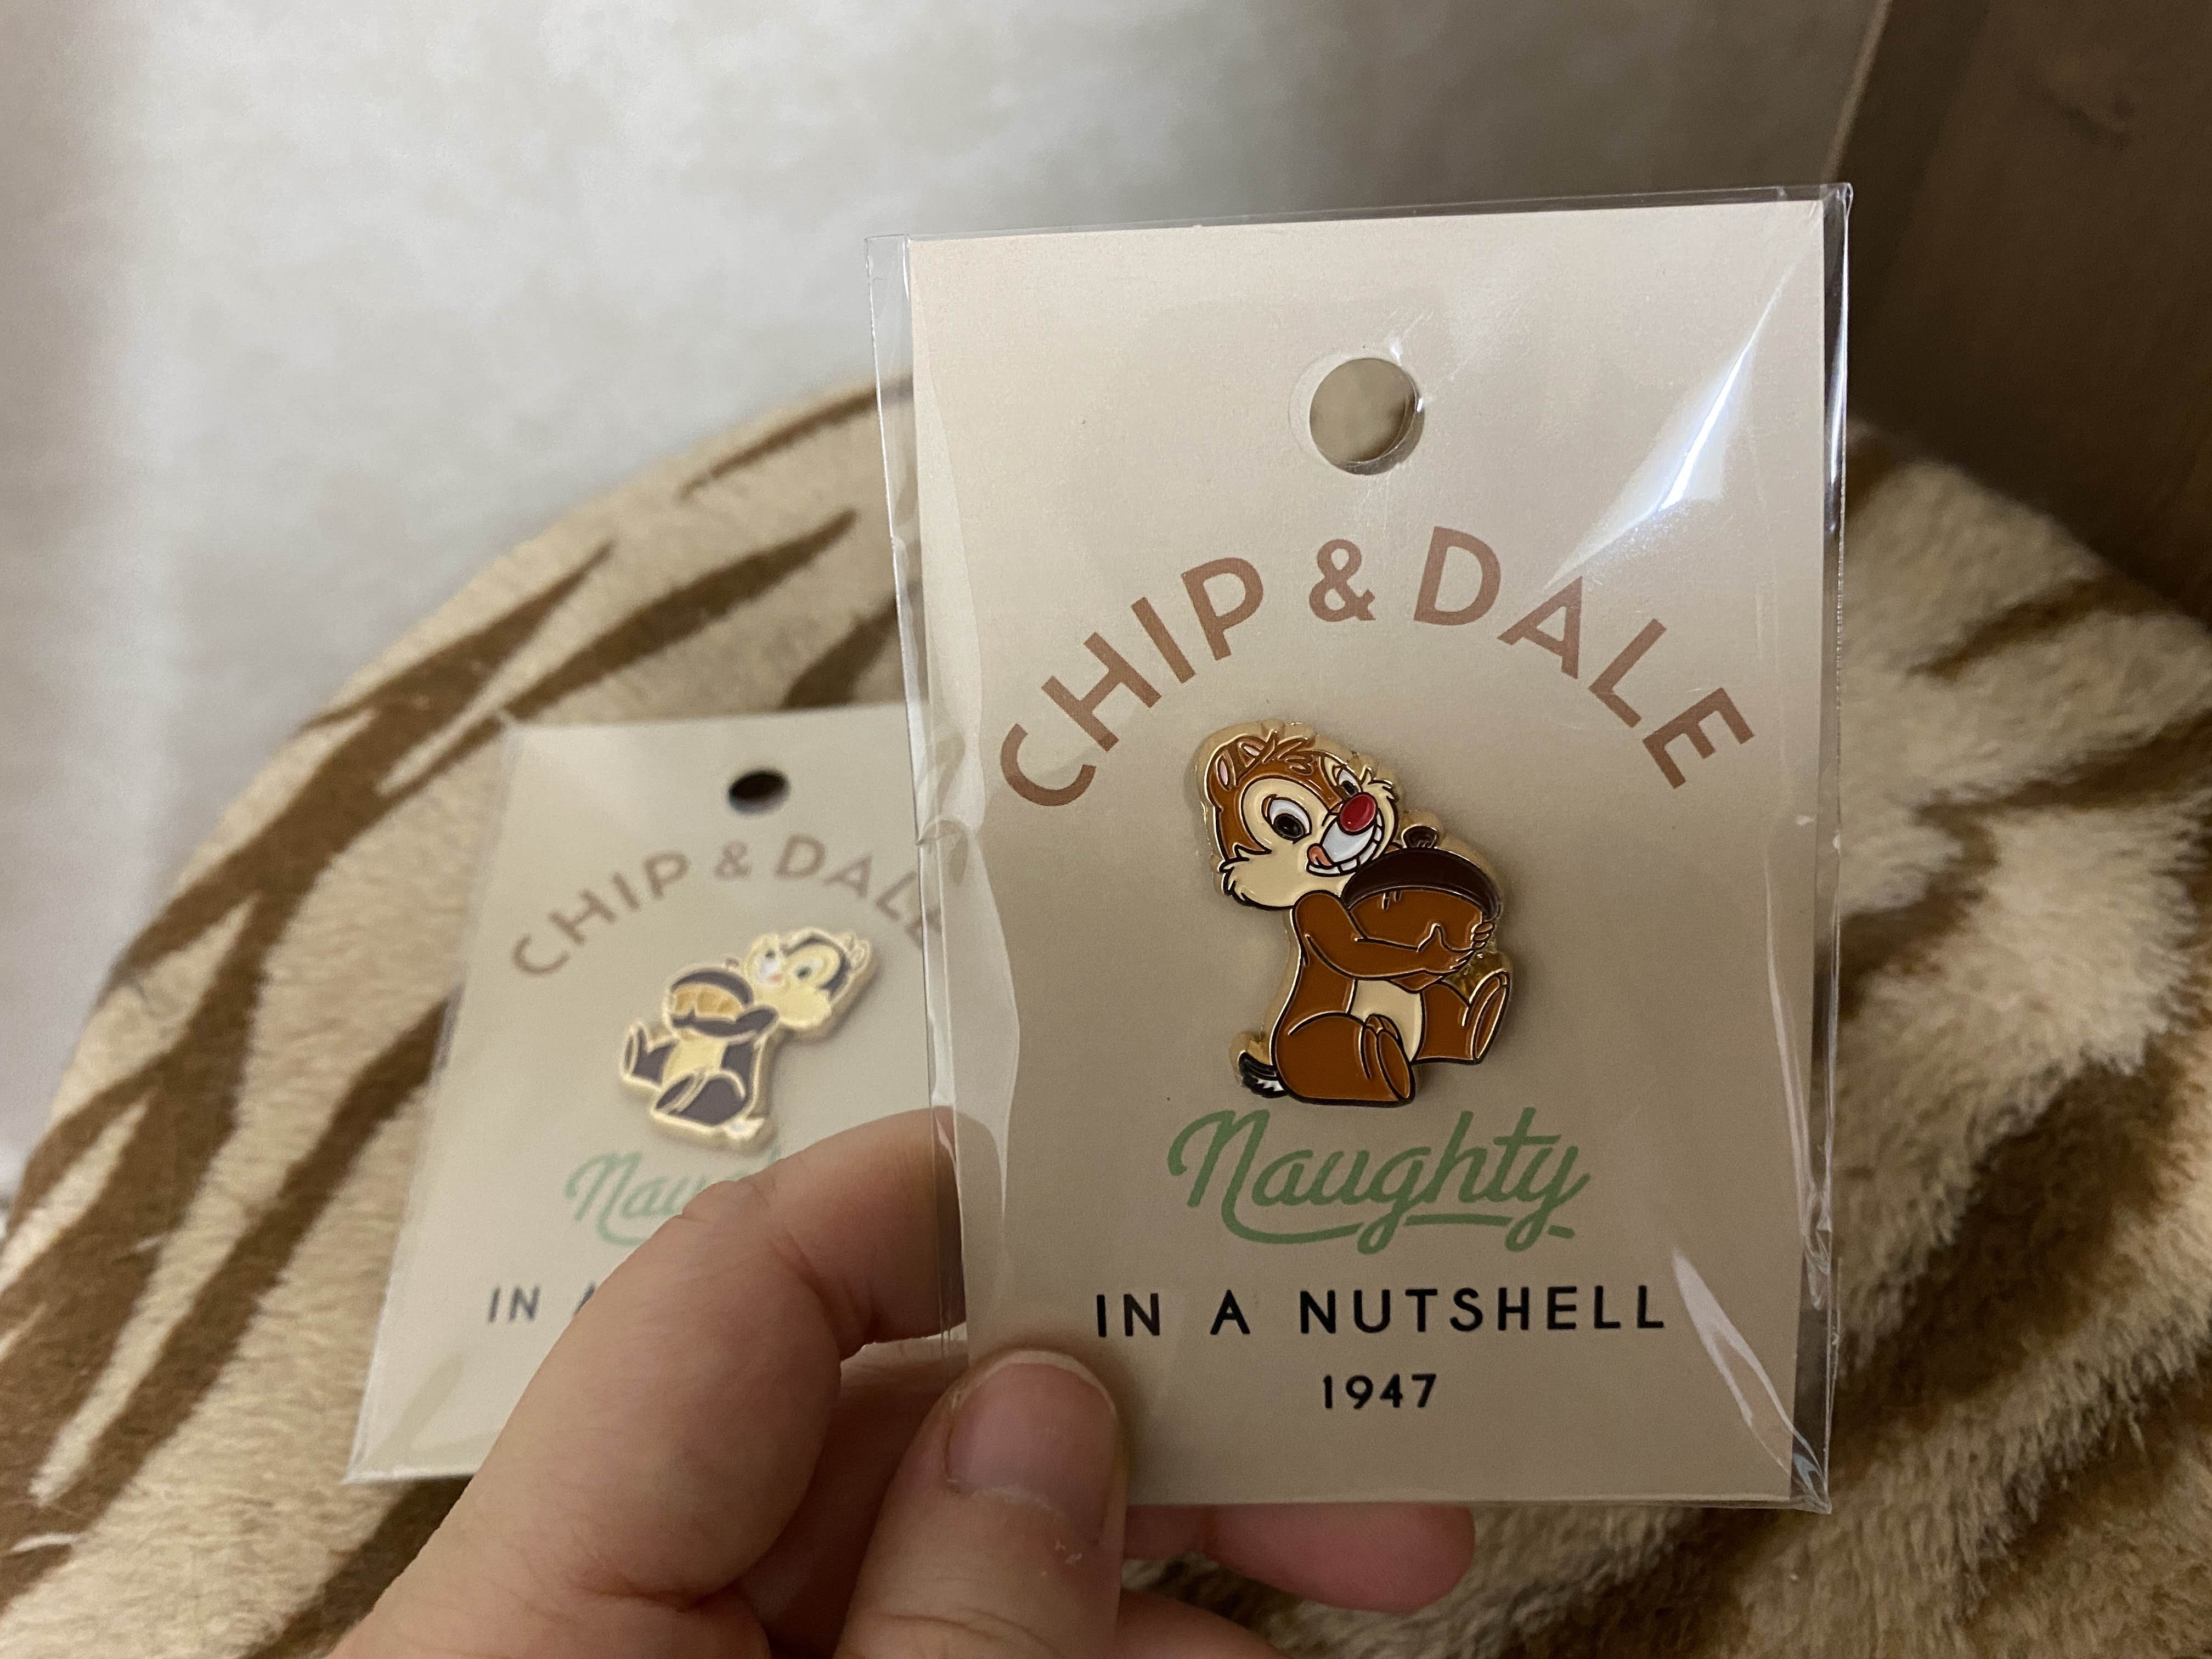 CHIP & DALE
Naughty
IN A NUTSHELL
1947
CHIP & DALE
IN